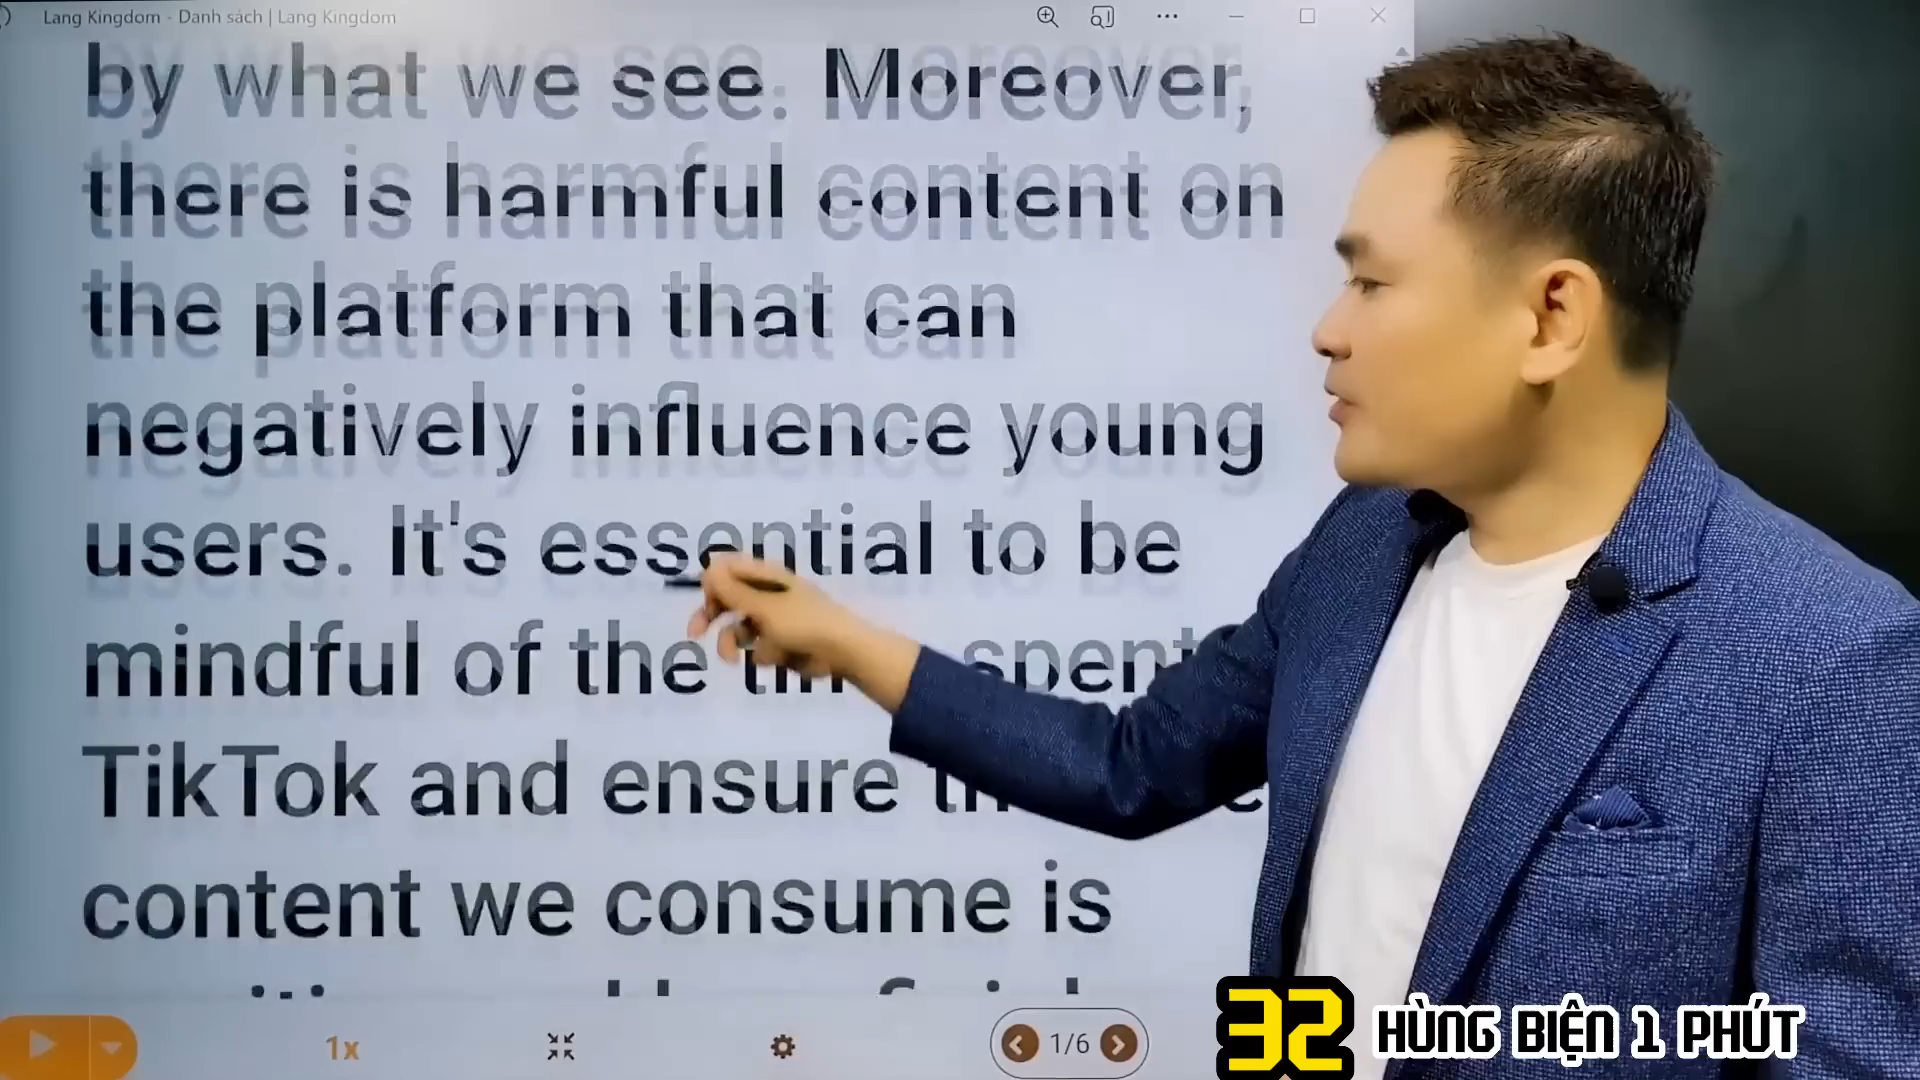 Lang Kingdom - Danh sách | Lang Kingdom
by what we see. Moreover,
there is harmful content on
the platform that can
negatively influence young
users. It's essential to be
mindful of the spent
TikTok and ensure
content we consume is
1x
1/6
32 HÙNG BIỆN 1 PHÚT